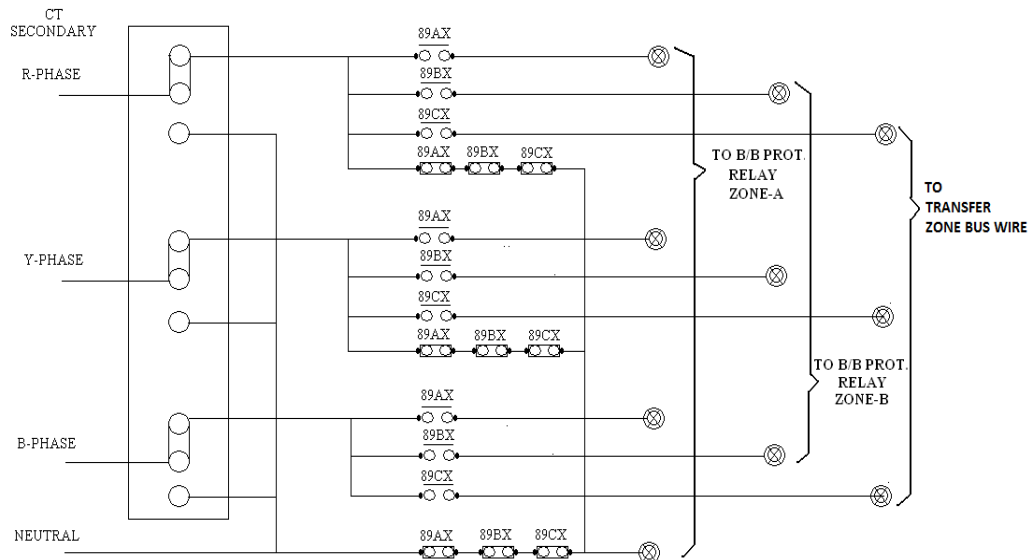 CT
SECONDARY
R-PHASE
89AX
89BX
89CX
89AX 89BX 89CX
TO B/B PROT.
RELAY
ZONE-A
TO
TRANSFER
ZONE BUS WIRE
Y-PHASE
89AX
89BX
89CX
89AX 89BX 89CX
TO B/B PROT.
RELAY
ZONE-B
B-PHASE
89AX
89BX
89CX
NEUTRAL
89AX 89BX 89CX